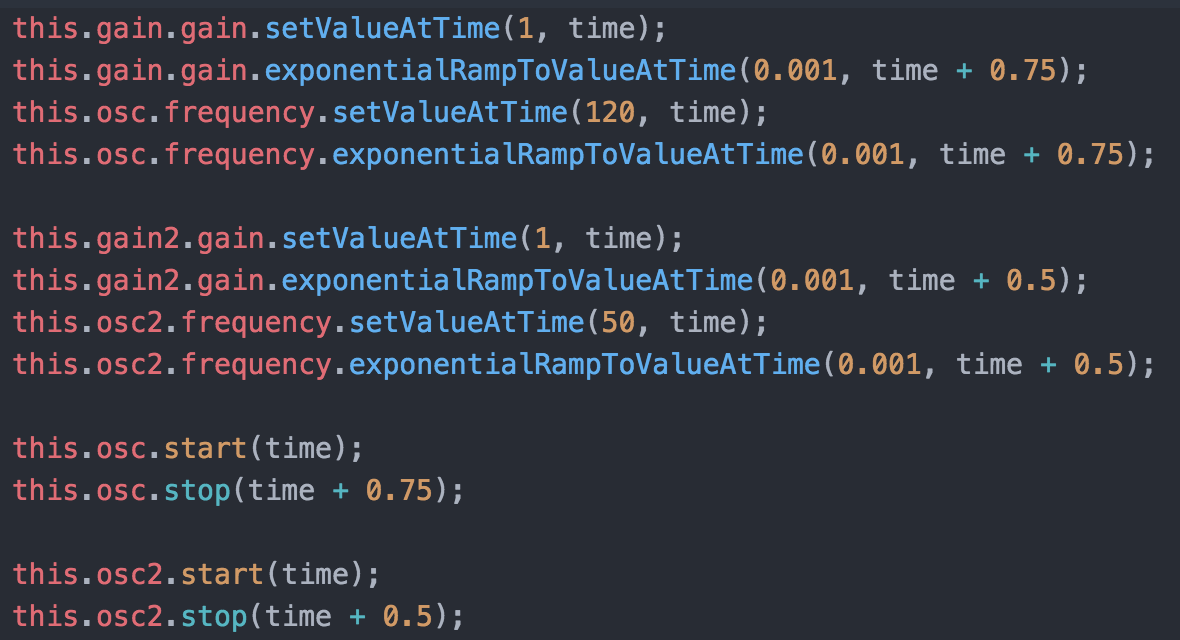 this.gain.gain.setValueAtTime(1, time);
this.gain.gain.exponentialRampToValueAtTime(0.001, time + 0.75);
this.osc.frequency.setValueAtTime(120, time);
this.osc.frequency.exponentialRampToValueAtTime(0.001, time + 0.75);
this.gain2.gain.setValueAtTime(1, time);
this.gain2.gain.exponentialRampToValueAtTime(0.001, time + 0.5);
this.osc2.frequency.setValueAtTime(50, time);
this.osc2.frequency.exponentialRampToValueAtTime(0.001, time + 0.5);
this.osc.start(time);
this.osc.stop(time + 0.75);
this.osc2.start(time);
this.osc2.stop(time + 0.5);